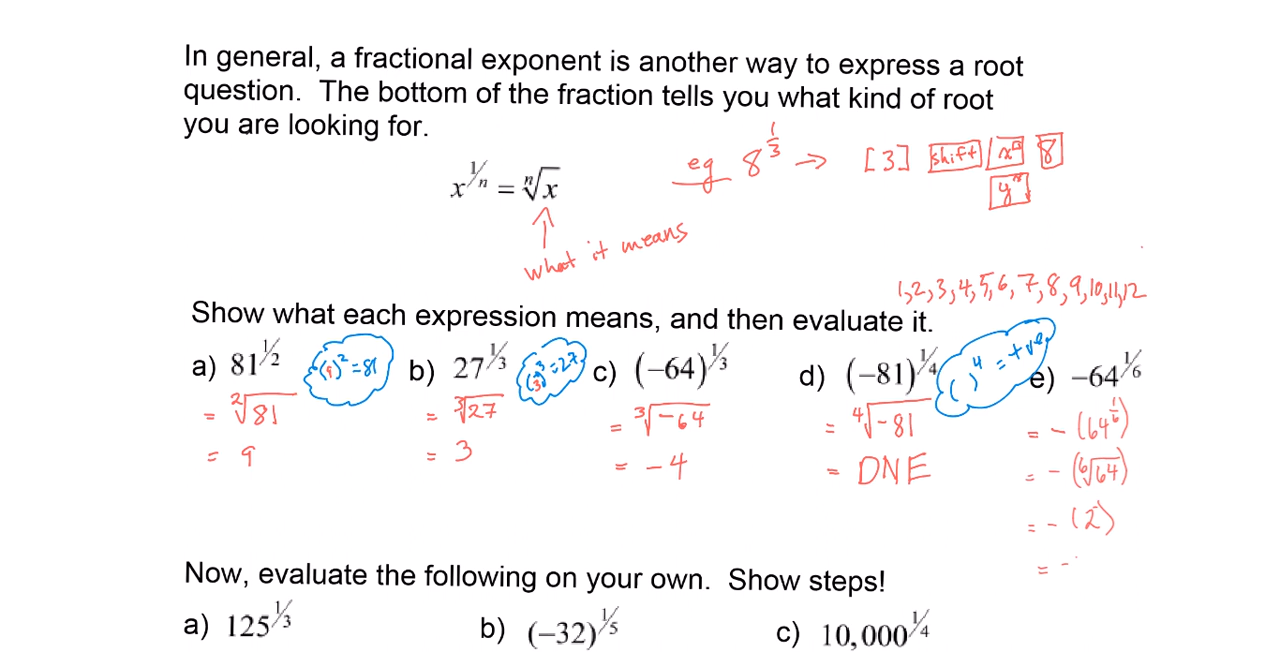 In general, a fractional exponent is another way to express a root
question. The bottom of the fraction tells you what kind of root
you are looking for.
x^(1/n) = ⁿ√x
eg 8^(1/3) → [3] shift / xᵒ 8
yˣ
what it means
1,2,3,4,5,6,7,8,9,10,11,12
Show what each expression means, and then evaluate it.
a) 81^(1/2) (9)² = 81 b) 27^(1/3) (3)³ = 27 c) (−64)^(1/3) d) (−81)^(1/4) ( )⁴ = +ve e) −64^(1/6)
= ²√81 = ³√27 = ³√−64 = ⁴√−81 = −(64^(1/6))
= 9 = 3 = −4 = DNE = −(⁶√64)
= −(2)
= −
Now, evaluate the following on your own. Show steps!
a) 125^(1/3) b) (−32)^(1/5) c) 10,000^(1/4)